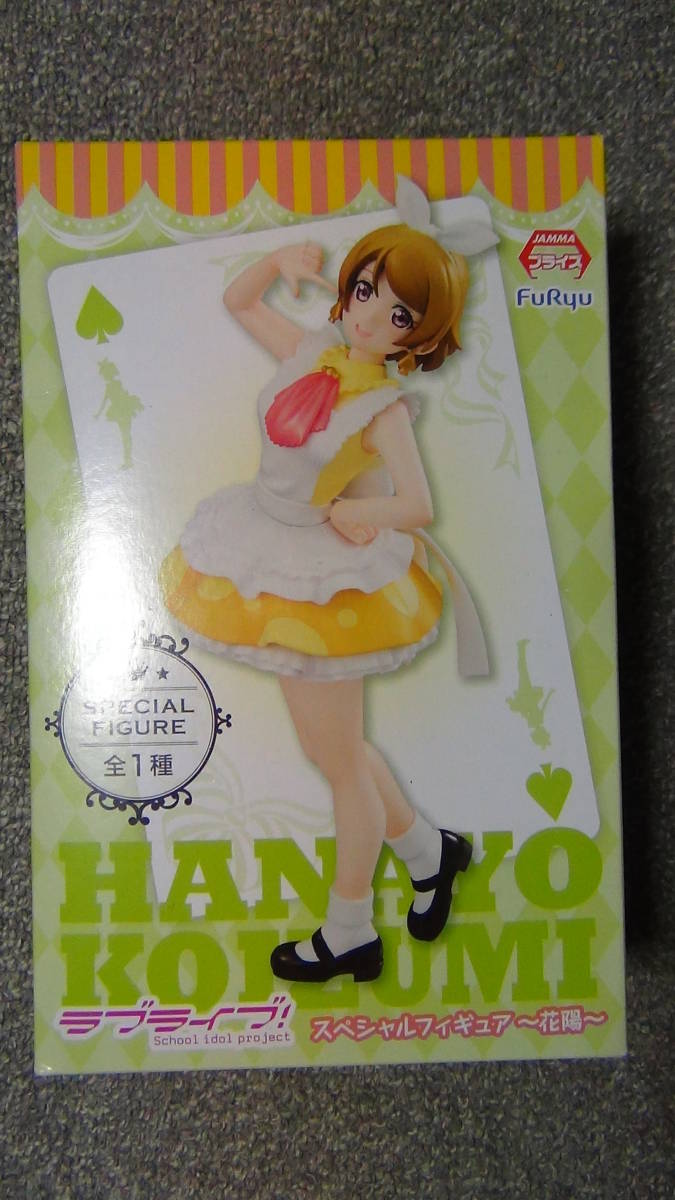 JAMMA
プライズ
FuRyu
SPECIAL
FIGURE
全1種
HANAYO
KOIZUMI
ラブライブ!
School idol project
スペシャルフィギュア ～花陽～